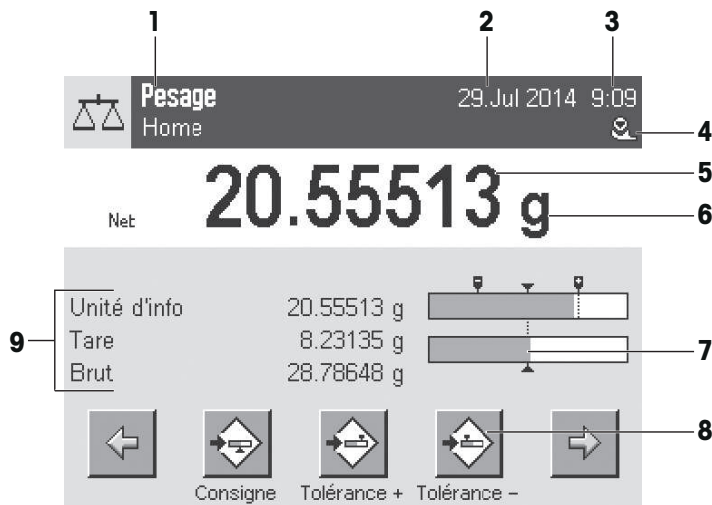 1
2
3
Pesage
29.Jul 2014 9:09
Home
4
5
20.55513 g
6
Net
Unité d'info 20.55513 g
9
Tare 8.23135 g
7
Brut 28.78648 g
8
Consigne Tolérance + Tolérance −